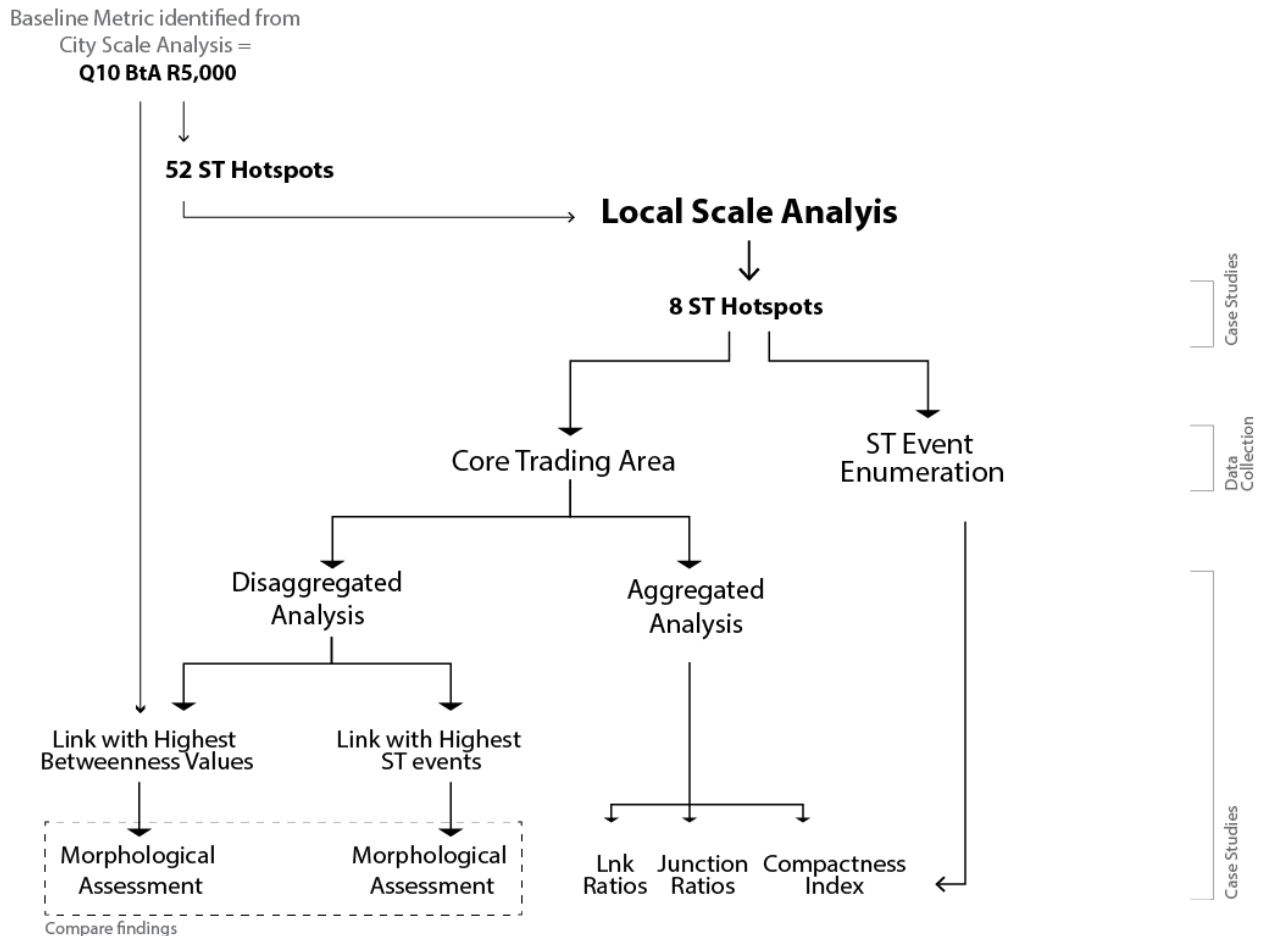 Baseline Metric identified from
City Scale Analysis =
Q10 BtA R5,000
52 ST Hotspots
Local Scale Analyis
8 ST Hotspots
Case Studies
Core Trading Area
ST Event
Enumeration
Data
Collection
Disaggregated
Analysis
Aggregated
Analysis
Link with Highest
Betweenness Values
Link with Highest
ST events
Morphological
Assessment
Morphological
Assessment
Lnk
Ratios
Junction
Ratios
Compactness
Index
Case Studies
Compare findings